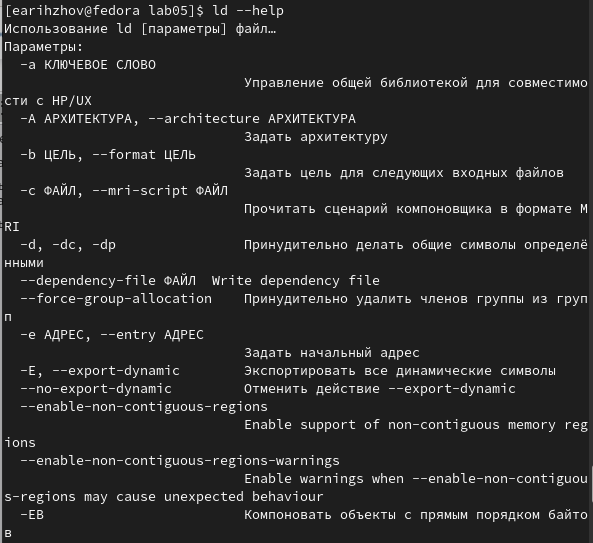 [earihzhov@fedora lab05]$ ld --help
Использование ld [параметры] файл…
Параметры:
  -a КЛЮЧЕВОЕ СЛОВО
                              Управление общей библиотекой для совместимо
сти с HP/UX
  -A АРХИТЕКТУРА, --architecture АРХИТЕКТУРА
                              Задать архитектуру
  -b ЦЕЛЬ, --format ЦЕЛЬ
                              Задать цель для следующих входных файлов
  -c ФАЙЛ, --mri-script ФАЙЛ
                              Прочитать сценарий компоновщика в формате M
RI
  -d, -dc, -dp                Принудительно делать общие символы определё
нными
  --dependency-file ФАЙЛ  Write dependency file
  --force-group-allocation    Принудительно удалить членов группы из груп
п
  -e АДРЕС, --entry АДРЕС
                              Задать начальный адрес
  -E, --export-dynamic        Экспортировать все динамические символы
  --no-export-dynamic         Отменить действие --export-dynamic
  --enable-non-contiguous-regions
                              Enable support of non-contiguous memory reg
ions
  --enable-non-contiguous-regions-warnings
                              Enable warnings when --enable-non-contiguou
s-regions may cause unexpected behaviour
  -EB                         Компоновать объекты с прямым порядком байто
в